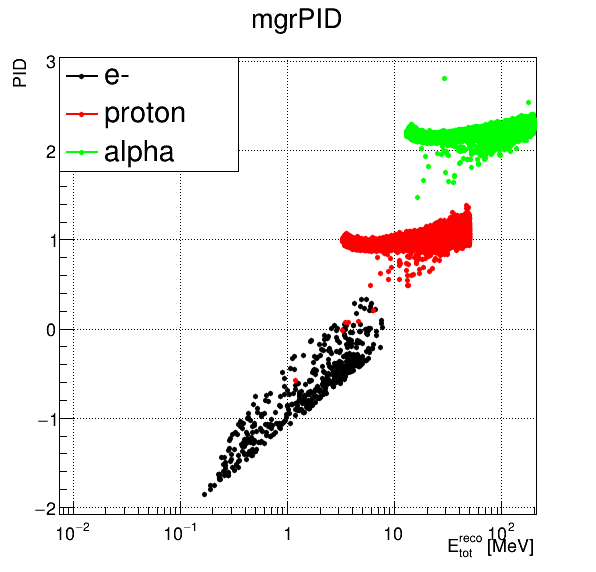 mgrPID
PID
3
e-
proton
alpha
2
1
0
−1
−2
10⁻² 10⁻¹ 1 10 10²
E_tot^reco [MeV]